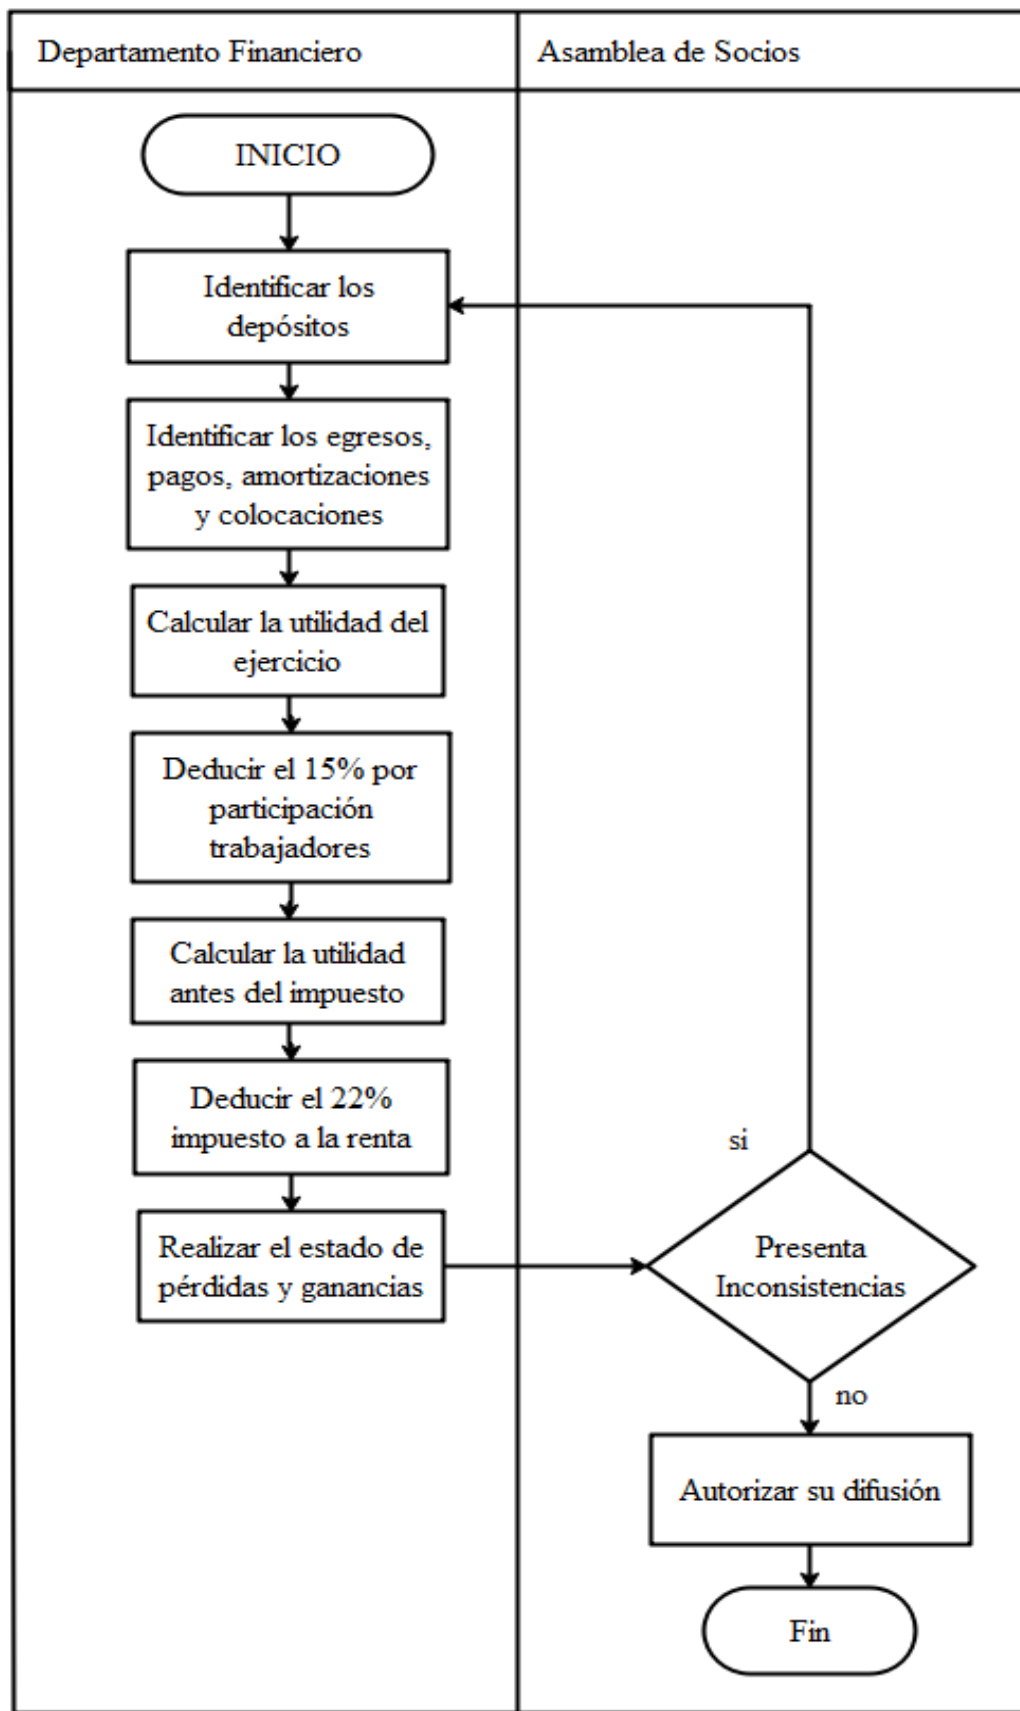 Departamento Financiero
Asamblea de Socios
INICIO
Identificar los
depósitos
Identificar los egresos,
pagos, amortizaciones
y colocaciones
Calcular la utilidad del
ejercicio
Deducir el 15% por
participación
trabajadores
Calcular la utilidad
antes del impuesto
Deducir el 22%
impuesto a la renta
Realizar el estado de
pérdidas y ganancias
si
Presenta
Inconsistencias
no
Autorizar su difusión
Fin